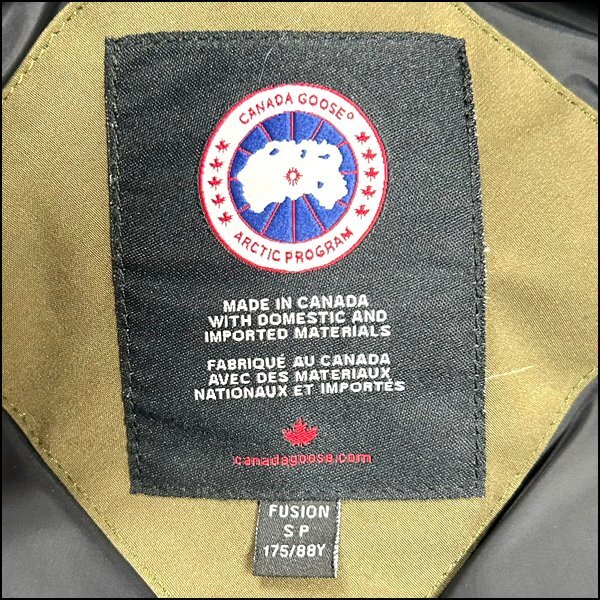 CANADA GOOSE®
ARCTIC PROGRAM
MADE IN CANADA
WITH DOMESTIC AND
IMPORTED MATERIALS
FABRIQUÉ AU CANADA
AVEC DES MATERIAUX
NATIONAUX ET IMPORTÉS
canadagoose.com
FUSION
S P
175/88Y